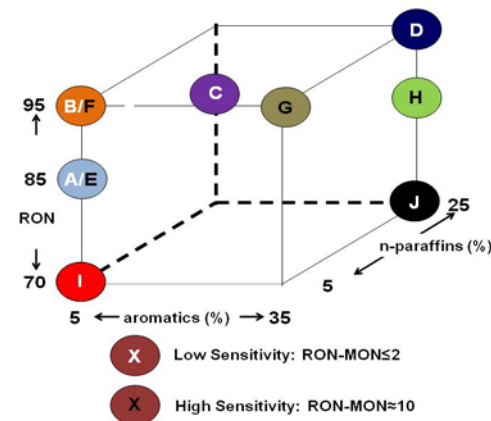 D
C
H
95
B/F
G
85
A/E
RON
J
25
n-paraffins (%)
70
I
5
5
aromatics (%)
35
X
Low Sensitivity: RON-MON≤2
X
High Sensitivity: RON-MON≈10